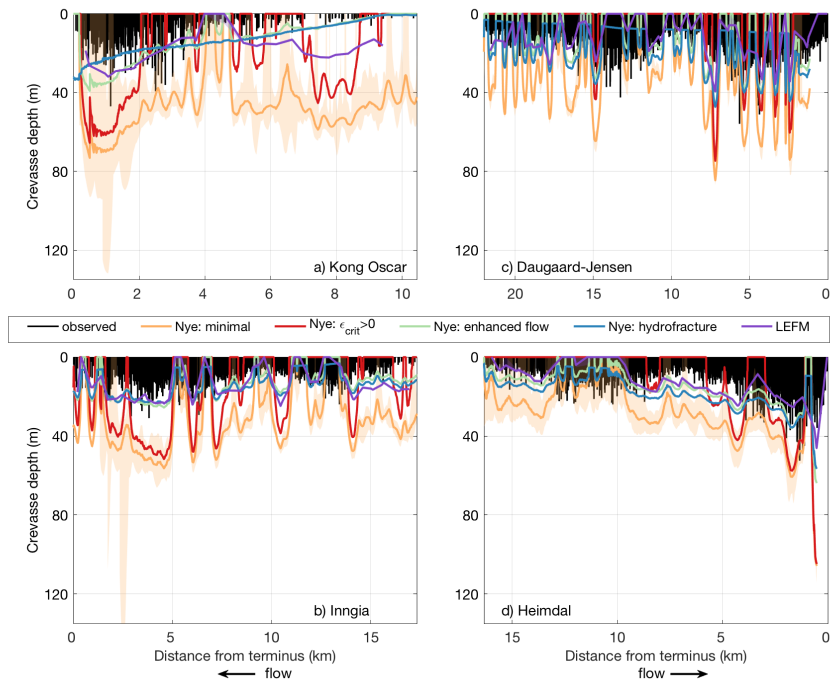 0
40
80
120
Crevasse depth (m)
a) Kong Oscar
0 2 4 6 8 10
c) Daugaard-Jensen
0
40
80
120
20 15 10 5 0
observed Nye: minimal Nye: ϵcrit>0 Nye: enhanced flow Nye: hydrofracture LEFM
0
40
80
120
Crevasse depth (m)
b) Inngia
0 5 10 15
Distance from terminus (km)
flow
0
40
80
120
d) Heimdal
15 10 5 0
Distance from terminus (km)
flow